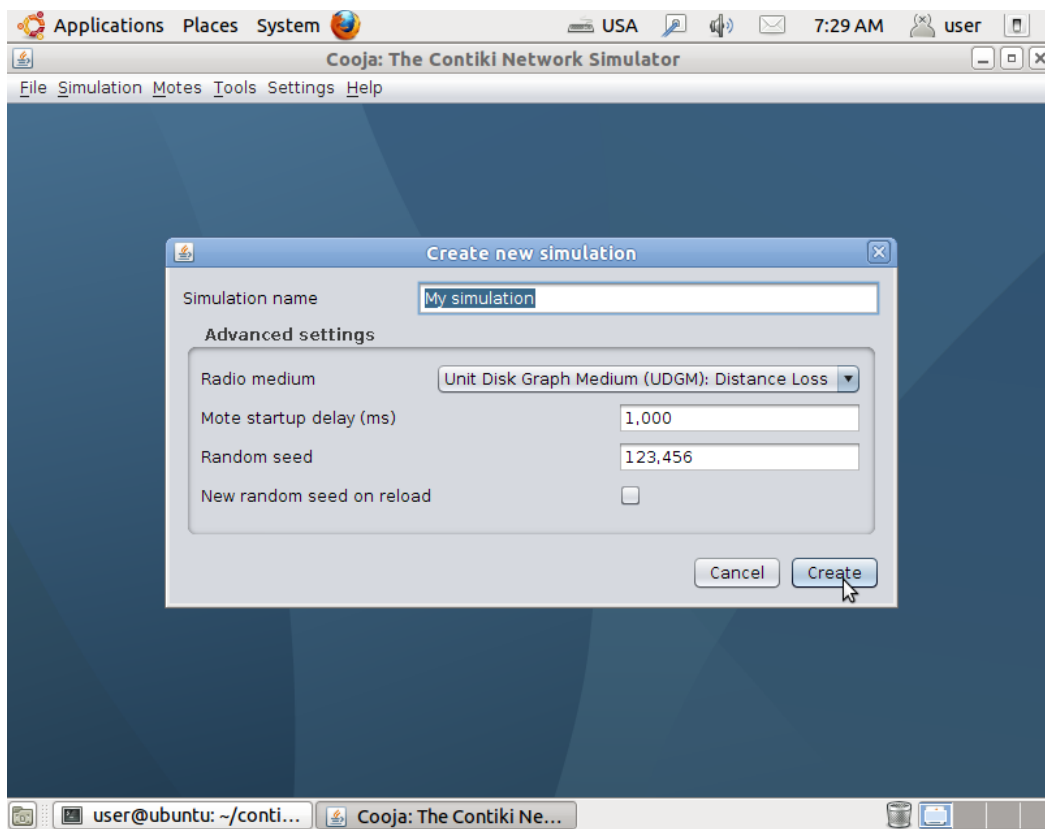 Applications Places System USA 7:29 AM user
Cooja: The Contiki Network Simulator
File Simulation Motes Tools Settings Help
Create new simulation
Simulation name My simulation
Advanced settings
Radio medium Unit Disk Graph Medium (UDGM): Distance Loss
Mote startup delay (ms) 1,000
Random seed 123,456
New random seed on reload
Cancel Create
user@ubuntu: ~/conti... Cooja: The Contiki Ne...